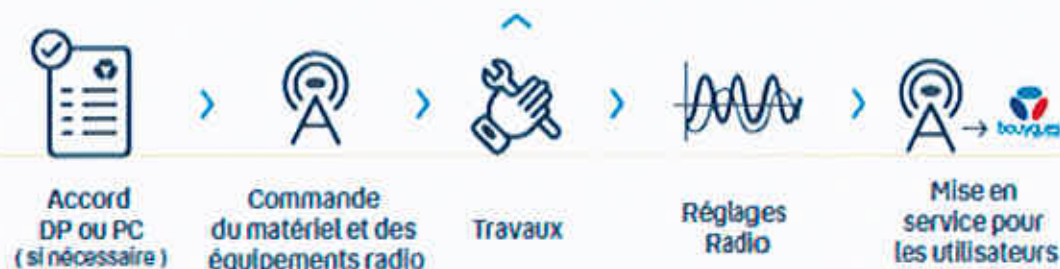 Accord
DP ou PC
(si nécessaire)
Commande
du matériel et des
équipements radio
Travaux
Réglages
Radio
bouygues
Mise en
service pour
les utilisateurs